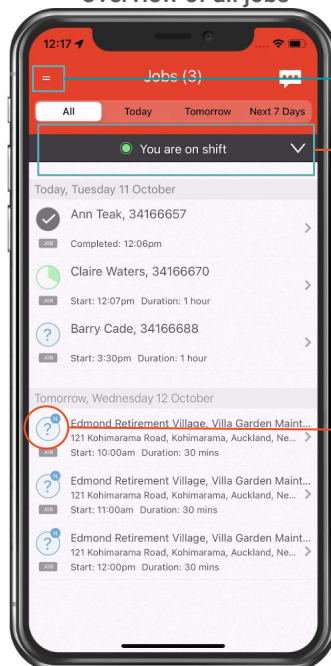 Overview of all jobs
12:17
Jobs (3)
All Today Tomorrow Next 7 Days
You are on shift
Today, Tuesday 11 October
Ann Teak, 34166657
JOB
Completed: 12:06pm
Claire Waters, 34166670
JOB
Start: 12:07pm Duration: 1 hour
? Barry Cade, 34166688
JOB
Start: 3:30pm Duration: 1 hour
Tomorrow, Wednesday 12 October
? N Edmond Retirement Village, Villa Garden Maint...
121 Kohimarama Road, Kohimarama, Auckland, Ne...
JOB
Start: 10:00am Duration: 30 mins
? N Edmond Retirement Village, Villa Garden Maint...
121 Kohimarama Road, Kohimarama, Auckland, Ne...
JOB
Start: 11:00am Duration: 30 mins
? N Edmond Retirement Village, Villa Garden Maint...
121 Kohimarama Road, Kohimarama, Auckland, Ne...
JOB
Start: 12:00pm Duration: 30 mins